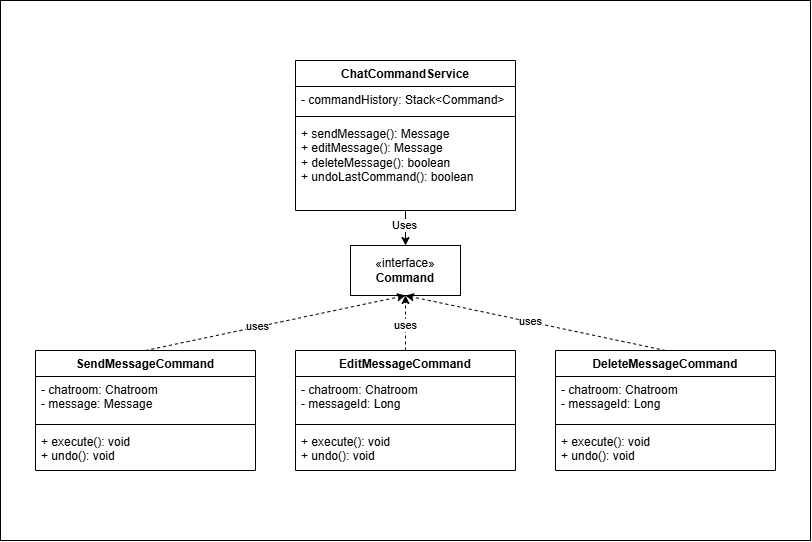 ChatCommandService
- commandHistory: Stack<Command>
+ sendMessage(): Message
+ editMessage(): Message
+ deleteMessage(): boolean
+ undoLastCommand(): boolean
Uses
«interface»
Command
uses
uses
uses
SendMessageCommand
- chatroom: Chatroom
- message: Message
+ execute(): void
+ undo(): void
EditMessageCommand
- chatroom: Chatroom
- messageId: Long
+ execute(): void
+ undo(): void
DeleteMessageCommand
- chatroom: Chatroom
- messageId: Long
+ execute(): void
+ undo(): void